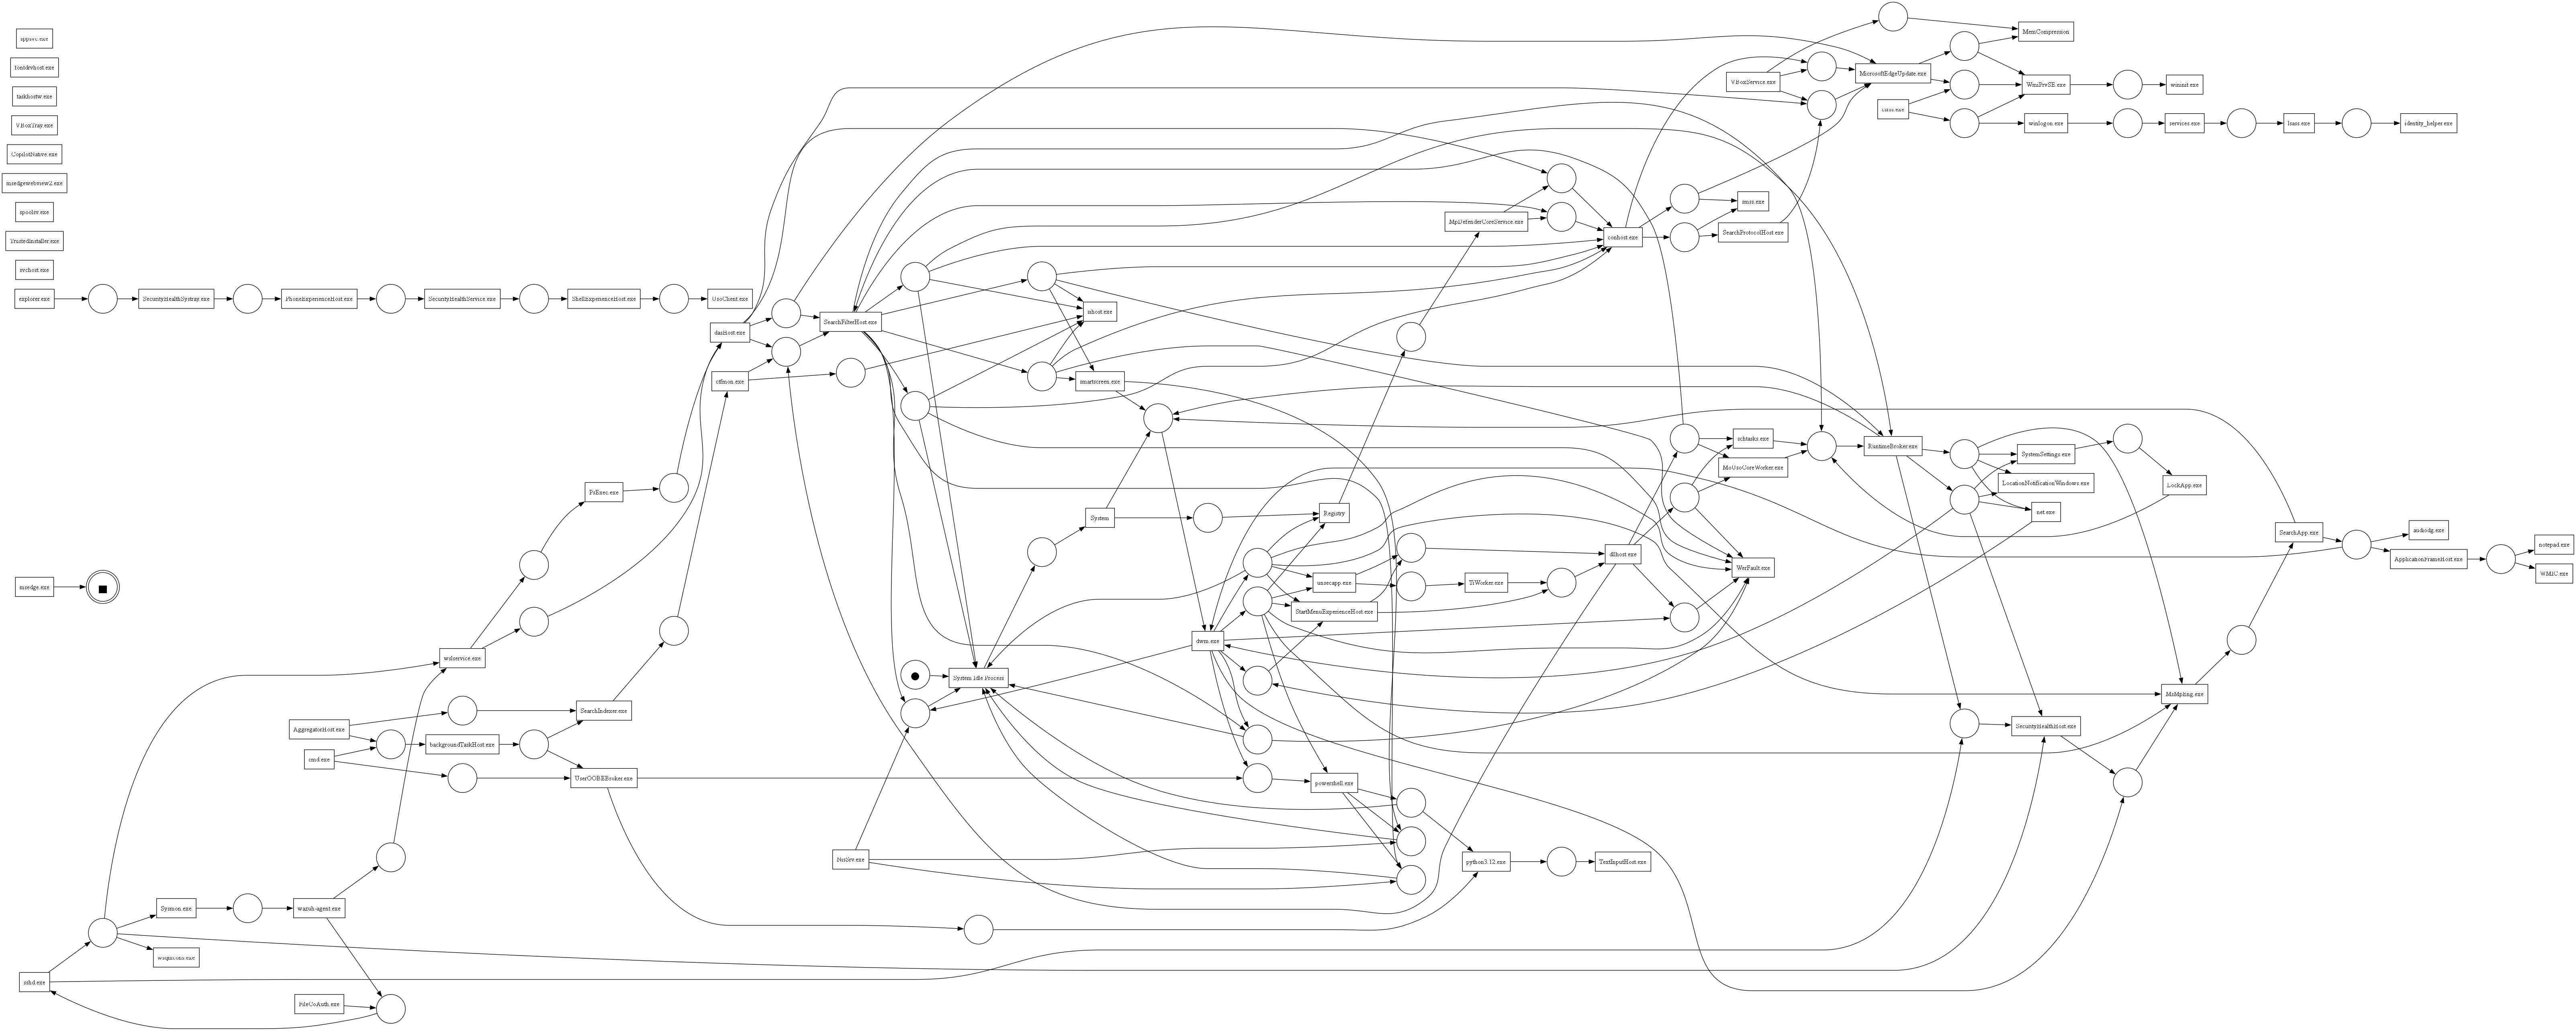 sppsvc.exe
fontdrvhost.exe
taskhostw.exe
VBoxTray.exe
CopilotNative.exe
msedgewebview2.exe
spoolsv.exe
TrustedInstaller.exe
svchost.exe
explorer.exe
SecurityHealthSystray.exe
PhoneExperienceHost.exe
SecurityHealthService.exe
ShellExperienceHost.exe
UsoClient.exe
msedge.exe
dasHost.exe
ctfmon.exe
SearchFilterHost.exe
PsExec.exe
wslservice.exe
AggregatorHost.exe
cmd.exe
backgroundTaskHost.exe
SearchIndexer.exe
UserOOBEBroker.exe
Sysmon.exe
wazuh-agent.exe
wsqmcons.exe
FileCoAuth.exe
NisSrv.exe
System Idle Process
sihost.exe
smartscreen.exe
System
dwm.exe
Registry
unsecapp.exe
StartMenuExperienceHost.exe
powershell.exe
MpDefenderCoreService.exe
TiWorker.exe
python3.12.exe
TextInputHost.exe
conhost.exe
dllhost.exe
smss.exe
SearchProtocolHost.exe
VBoxService.exe
schtasks.exe
MoUsoCoreWorker.exe
WerFault.exe
MicrosoftEdgeUpdate.exe
csrss.exe
RuntimeBroker.exe
MemCompression
WmiPrvSE.exe
winlogon.exe
wininit.exe
services.exe
lsass.exe
identity_helper.exe
SystemSettings.exe
LocationNotificationWindows.exe
net.exe
LockApp.exe
SecurityHealthHost.exe
MsMpEng.exe
SearchApp.exe
audiodg.exe
ApplicationFrameHost.exe
notepad.exe
WMIC.exe